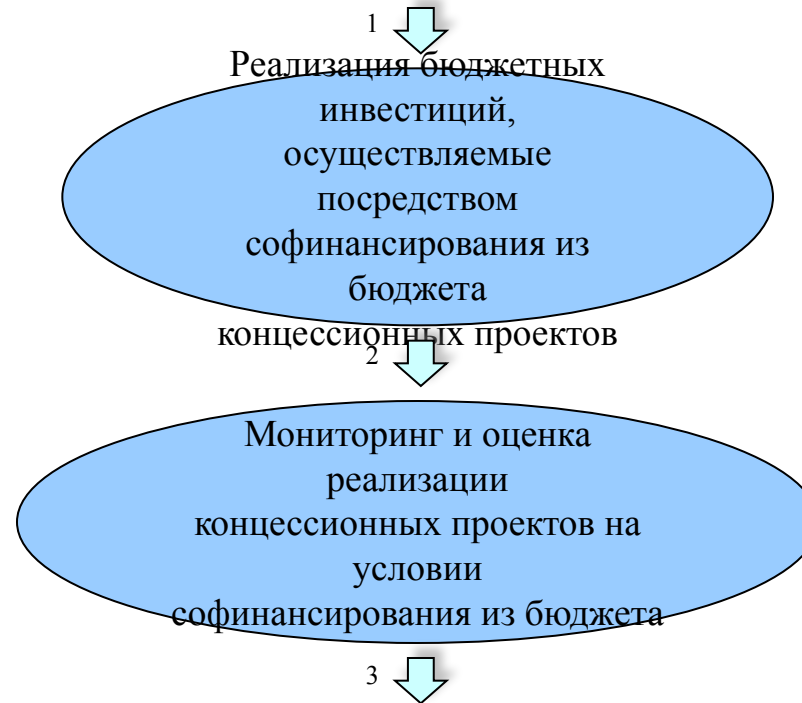 1
Реализация бюджетных
инвестиций,
осуществляемые
посредством
софинансирования из
бюджета
концессионных проектов
2
Мониторинг и оценка
реализации
концессионных проектов на
условии
софинансирования из бюджета
3